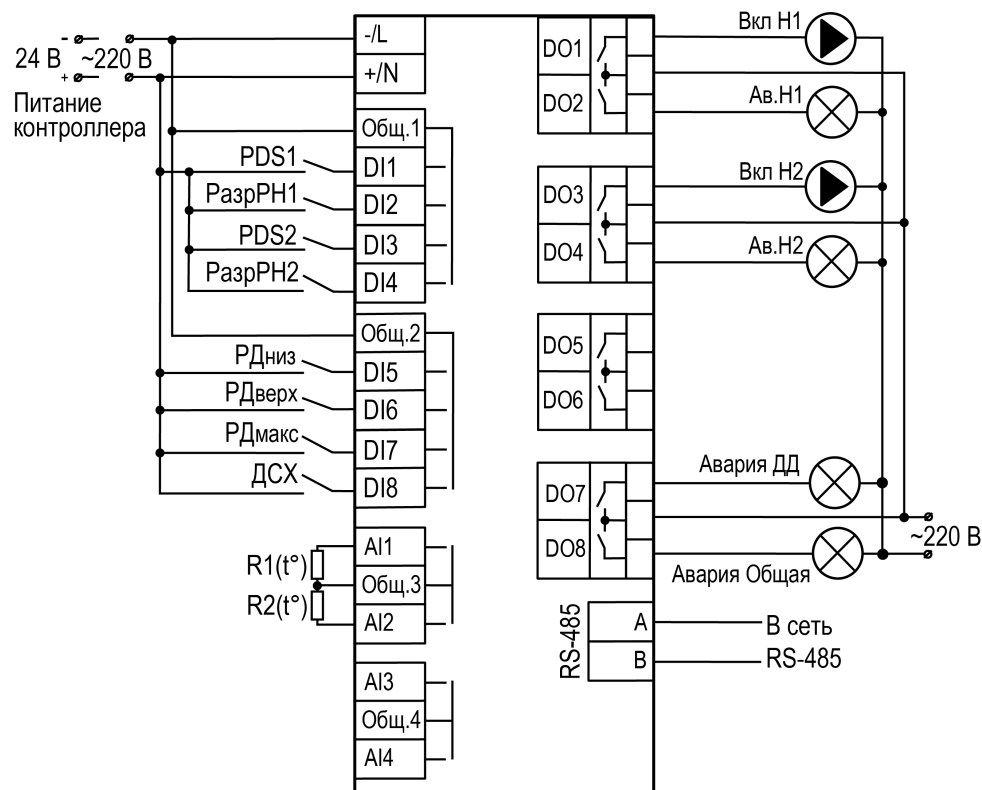 -
24 В ~220 В
+
Питание
контроллера
-/L
+/N
Общ.1
PDS1
DI1
РазрРН1
DI2
PDS2
DI3
РазрРН2
DI4
Общ.2
РДниз
DI5
РДверх
DI6
РДмакс
DI7
ДСХ
DI8
AI1
R1(t°)
Общ.3
R2(t°)
AI2
AI3
Общ.4
AI4
Вкл Н1
DO1
DO2
Ав.Н1
Вкл Н2
DO3
DO4
Ав.Н2
DO5
DO6
Авария ДД
DO7
DO8
~220 В
Авария Общая
RS-485
A
В сеть
B
RS-485